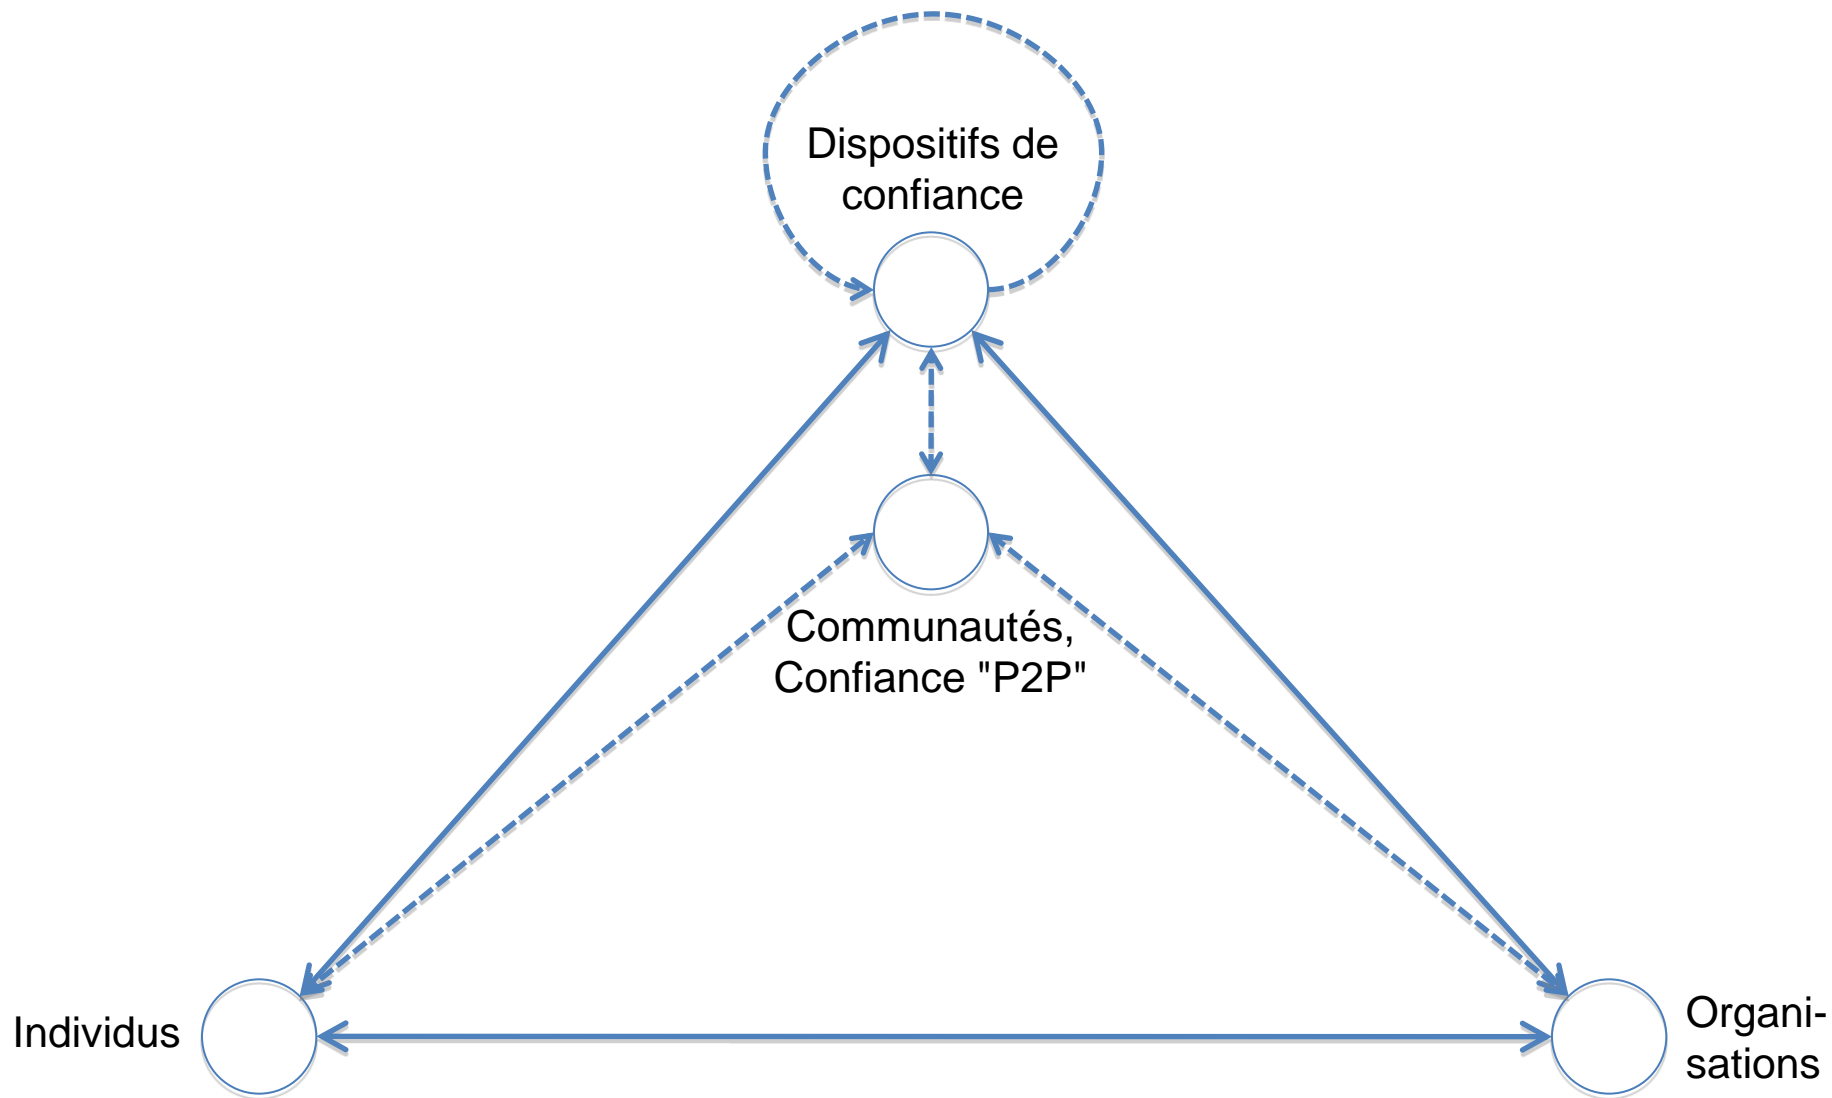 Dispositifs de
confiance
Communautés,
Confiance "P2P"
Individus
Organi-
sations